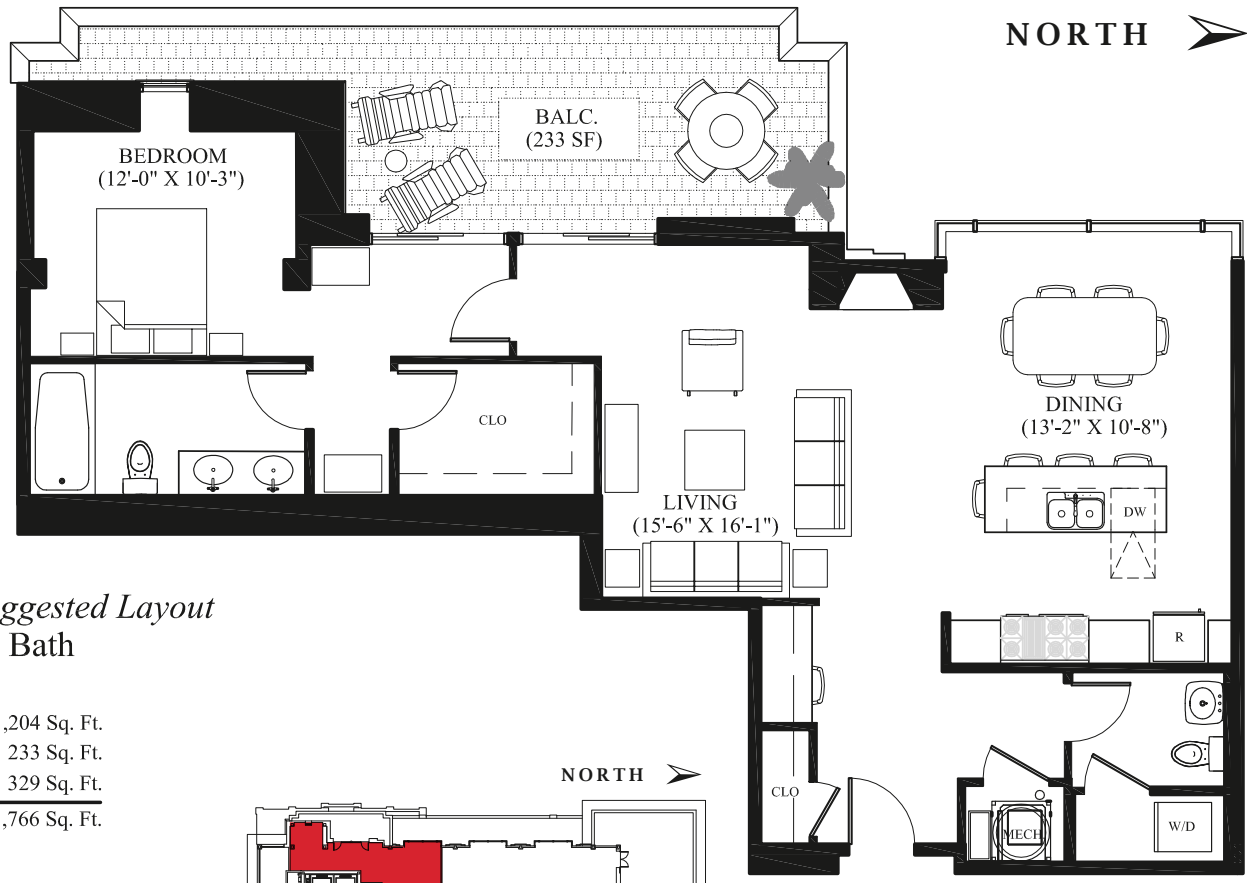 NORTH
BALC.
(233 SF)
BEDROOM
(12'-0" X 10'-3")
DINING
(13'-2" X 10'-8")
CLO
LIVING
(15'-6" X 16'-1")
DW
R
ggested Layout
Bath
,204 Sq. Ft.
233 Sq. Ft.
329 Sq. Ft.
,766 Sq. Ft.
NORTH
CLO
MECH
W/D